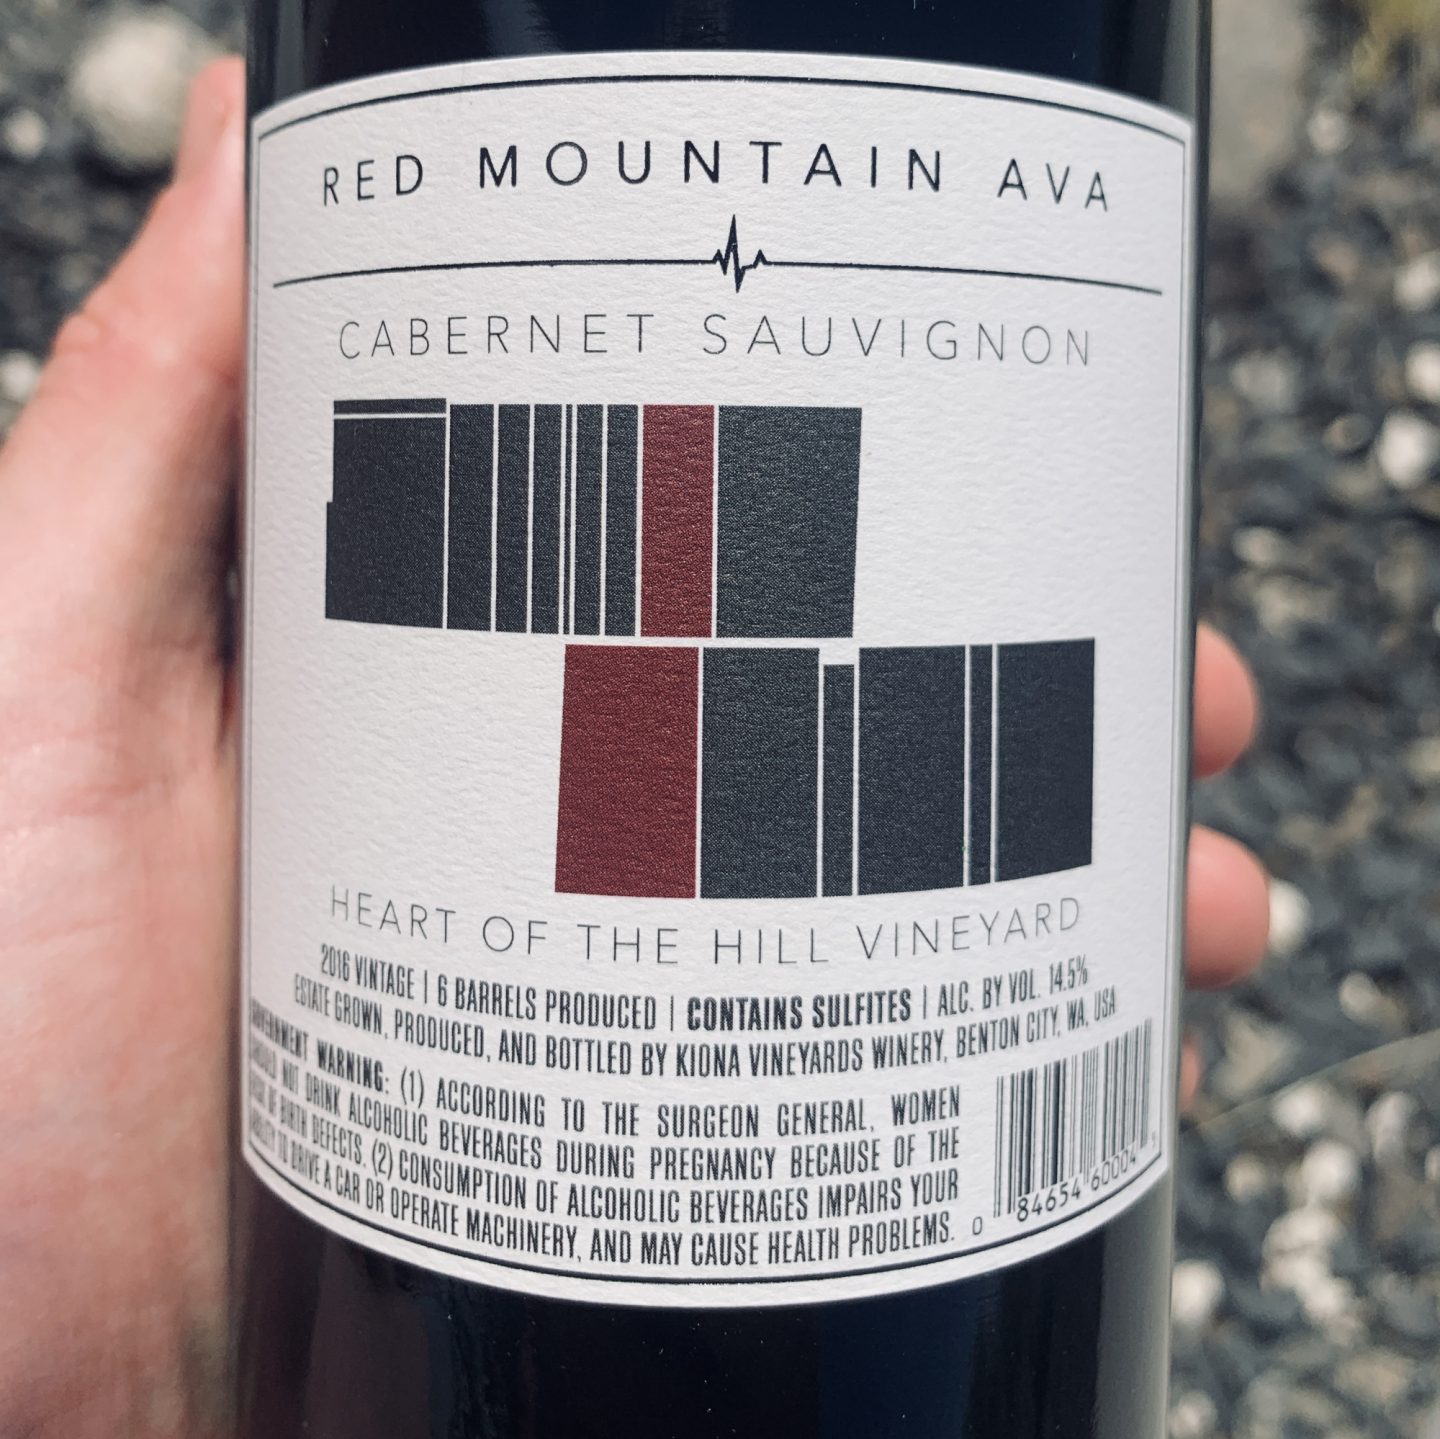 RED MOUNTAIN AVA
CABERNET SAUVIGNON
HEART OF THE HILL VINEYARD
2016 VINTAGE | 6 BARRELS PRODUCED | CONTAINS SULFITES | ALC. BY VOL. 14.5%
ESTATE GROWN, PRODUCED, AND BOTTLED BY KIONA VINEYARDS WINERY, BENTON CITY, WA, USA
GOVERNMENT WARNING: (1) ACCORDING TO THE SURGEON GENERAL, WOMEN
SHOULD NOT DRINK ALCOHOLIC BEVERAGES DURING PREGNANCY BECAUSE OF THE
RISK OF BIRTH DEFECTS. (2) CONSUMPTION OF ALCOHOLIC BEVERAGES IMPAIRS YOUR
ABILITY TO DRIVE A CAR OR OPERATE MACHINERY, AND MAY CAUSE HEALTH PROBLEMS.
0 84654 60004